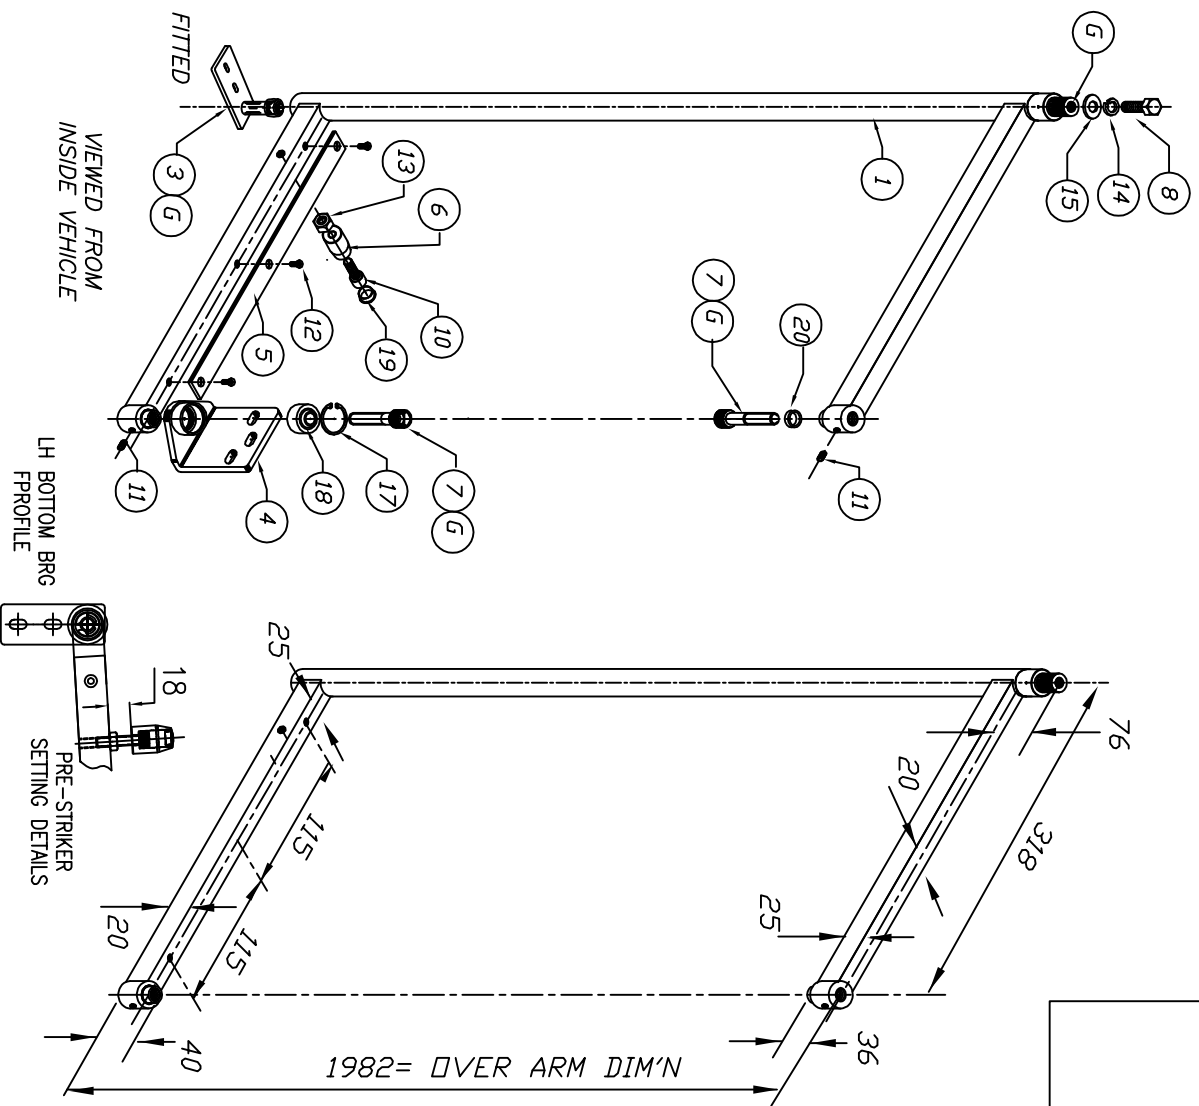 FITTED
VIEWED FROM
INSIDE VEHICLE
G
8
14
15
1
3
G
13
6
10
19
12
5
7
G
20
11
11
4
18
17
7
G
LH BOTTOM BRG
FPROFILE
18
PRE-STRIKER
SETTING DETAILS
25
115
115
20
40
76
318
20
25
36
1982= OVER ARM DIM'N